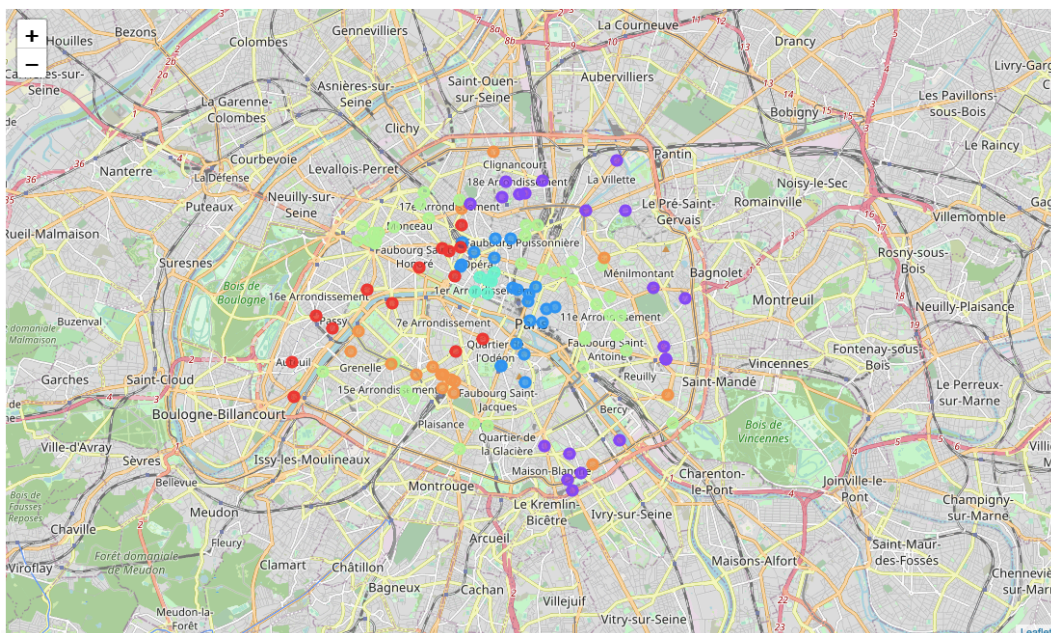 +
−
Houilles
Bezons
Gennevilliers
La Courneuve
Drancy
Colombes
Livry-Gar
Saint-Ouen-
sur-Seine
Aubervilliers
Asnières-sur-
Seine
Seine
La Garenne-
Colombes
Bobigny
Les Pavillons-
sous-Bois
Clichy
Le Raincy
Courbevoie
Levallois-Perret
Clignancourt
Pantin
18e Arrondissement
Nanterre
La Défense
La Villette
Noisy-le-Sec
Puteaux
Neuilly-sur-
Seine
17e Arrondissement
Le Pré-Saint-
Gervais
Romainville
Villemomble
Monceau
Rueil-Malmaison
Faubourg Saint
Honoré
Faubourg Poissonnière
Opéra
Rosny-sous-
Bois
Suresnes
Ménilmontant
Bagnolet
Bois de
Boulogne
16e Arrondissement
1er Arrondissement
Montreuil
Neuilly-Plaisance
Passy
7e Arrondissement
Paris
11e Arrondissement
Buzenval
domaniale
Malmaison
Quartier
l'Odéon
Faubourg Saint-
Antoine
Fontenay-sous-
Bois
Auteuil
Vincennes
Garches
Saint-Cloud
Grenelle
Reuilly
Saint-Mandé
Le Perreux-
sur-Marne
15e Arrondissement
Faubourg Saint-
Jacques
Boulogne-Billancourt
Bercy
Plaisance
Bois de
Vincennes
Ville-d'Avray
Quartier de
la Glacière
Sèvres
Issy-les-Moulineaux
Maison-Blanche
Charenton-
le-Pont
Joinville-le-
Pont
Bellevue
Montrouge
Bois de
Fausses
Reposes
Le Kremlin-
Bicêtre
Ivry-sur-Seine
Champigny-
sur-Marne
Meudon
Chaville
Arcueil
Fleury
Saint-Maur-
des-Fossés
Forêt domaniale
de Meudon
Viroflay
Clamart
Châtillon
Maisons-Alfort
Bagneux
Cachan
Villejuif
Meudon-la-
Forêt
Vitry-sur-Seine
Leaflet